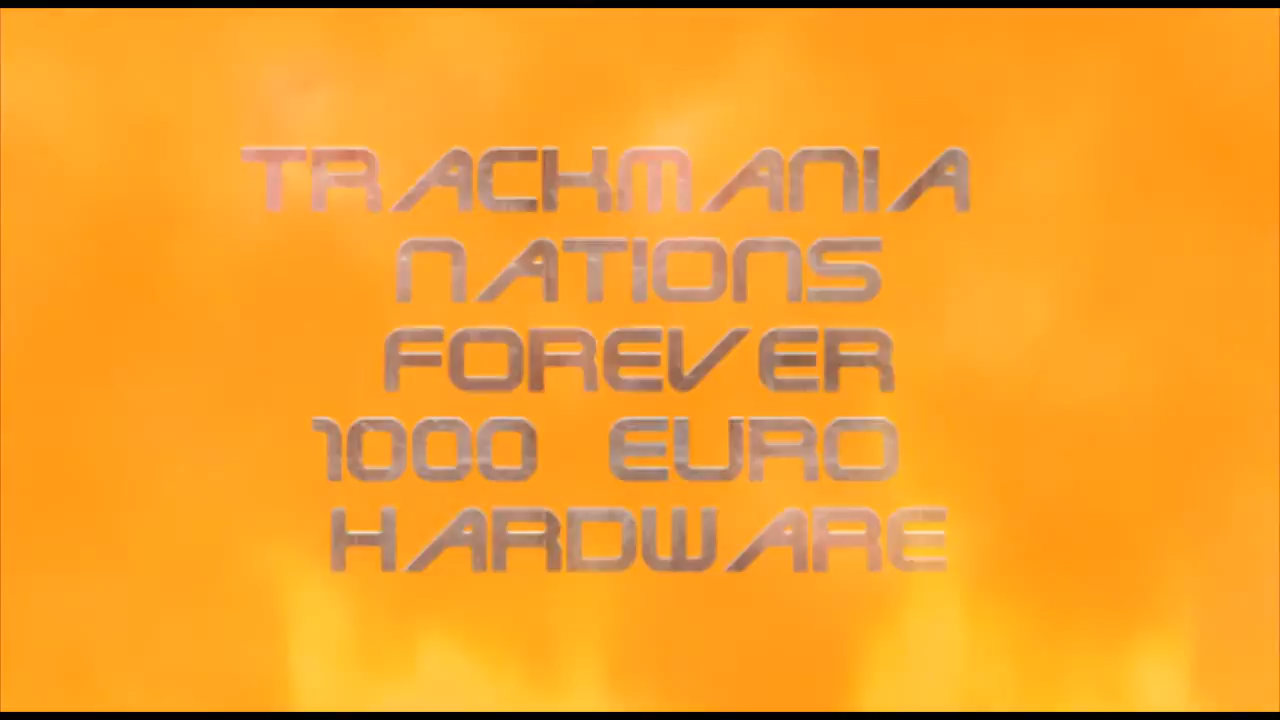 TRACKMANIA
NATIONS
FOREVER
1000 EURO
HARDWARE